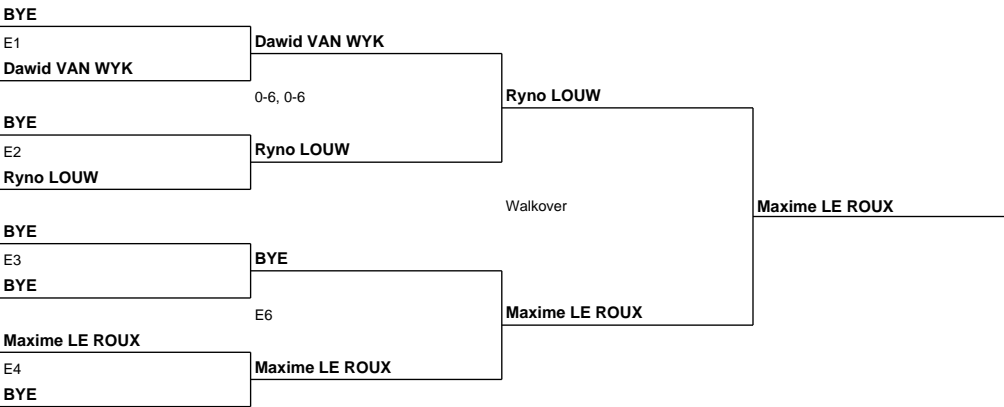 BYE
E1
Dawid VAN WYK
Dawid VAN WYK
0-6, 0-6
Ryno LOUW
BYE
E2
Ryno LOUW
Ryno LOUW
Walkover
Maxime LE ROUX
BYE
E3
BYE
BYE
E6
Maxime LE ROUX
Maxime LE ROUX
E4
BYE
Maxime LE ROUX